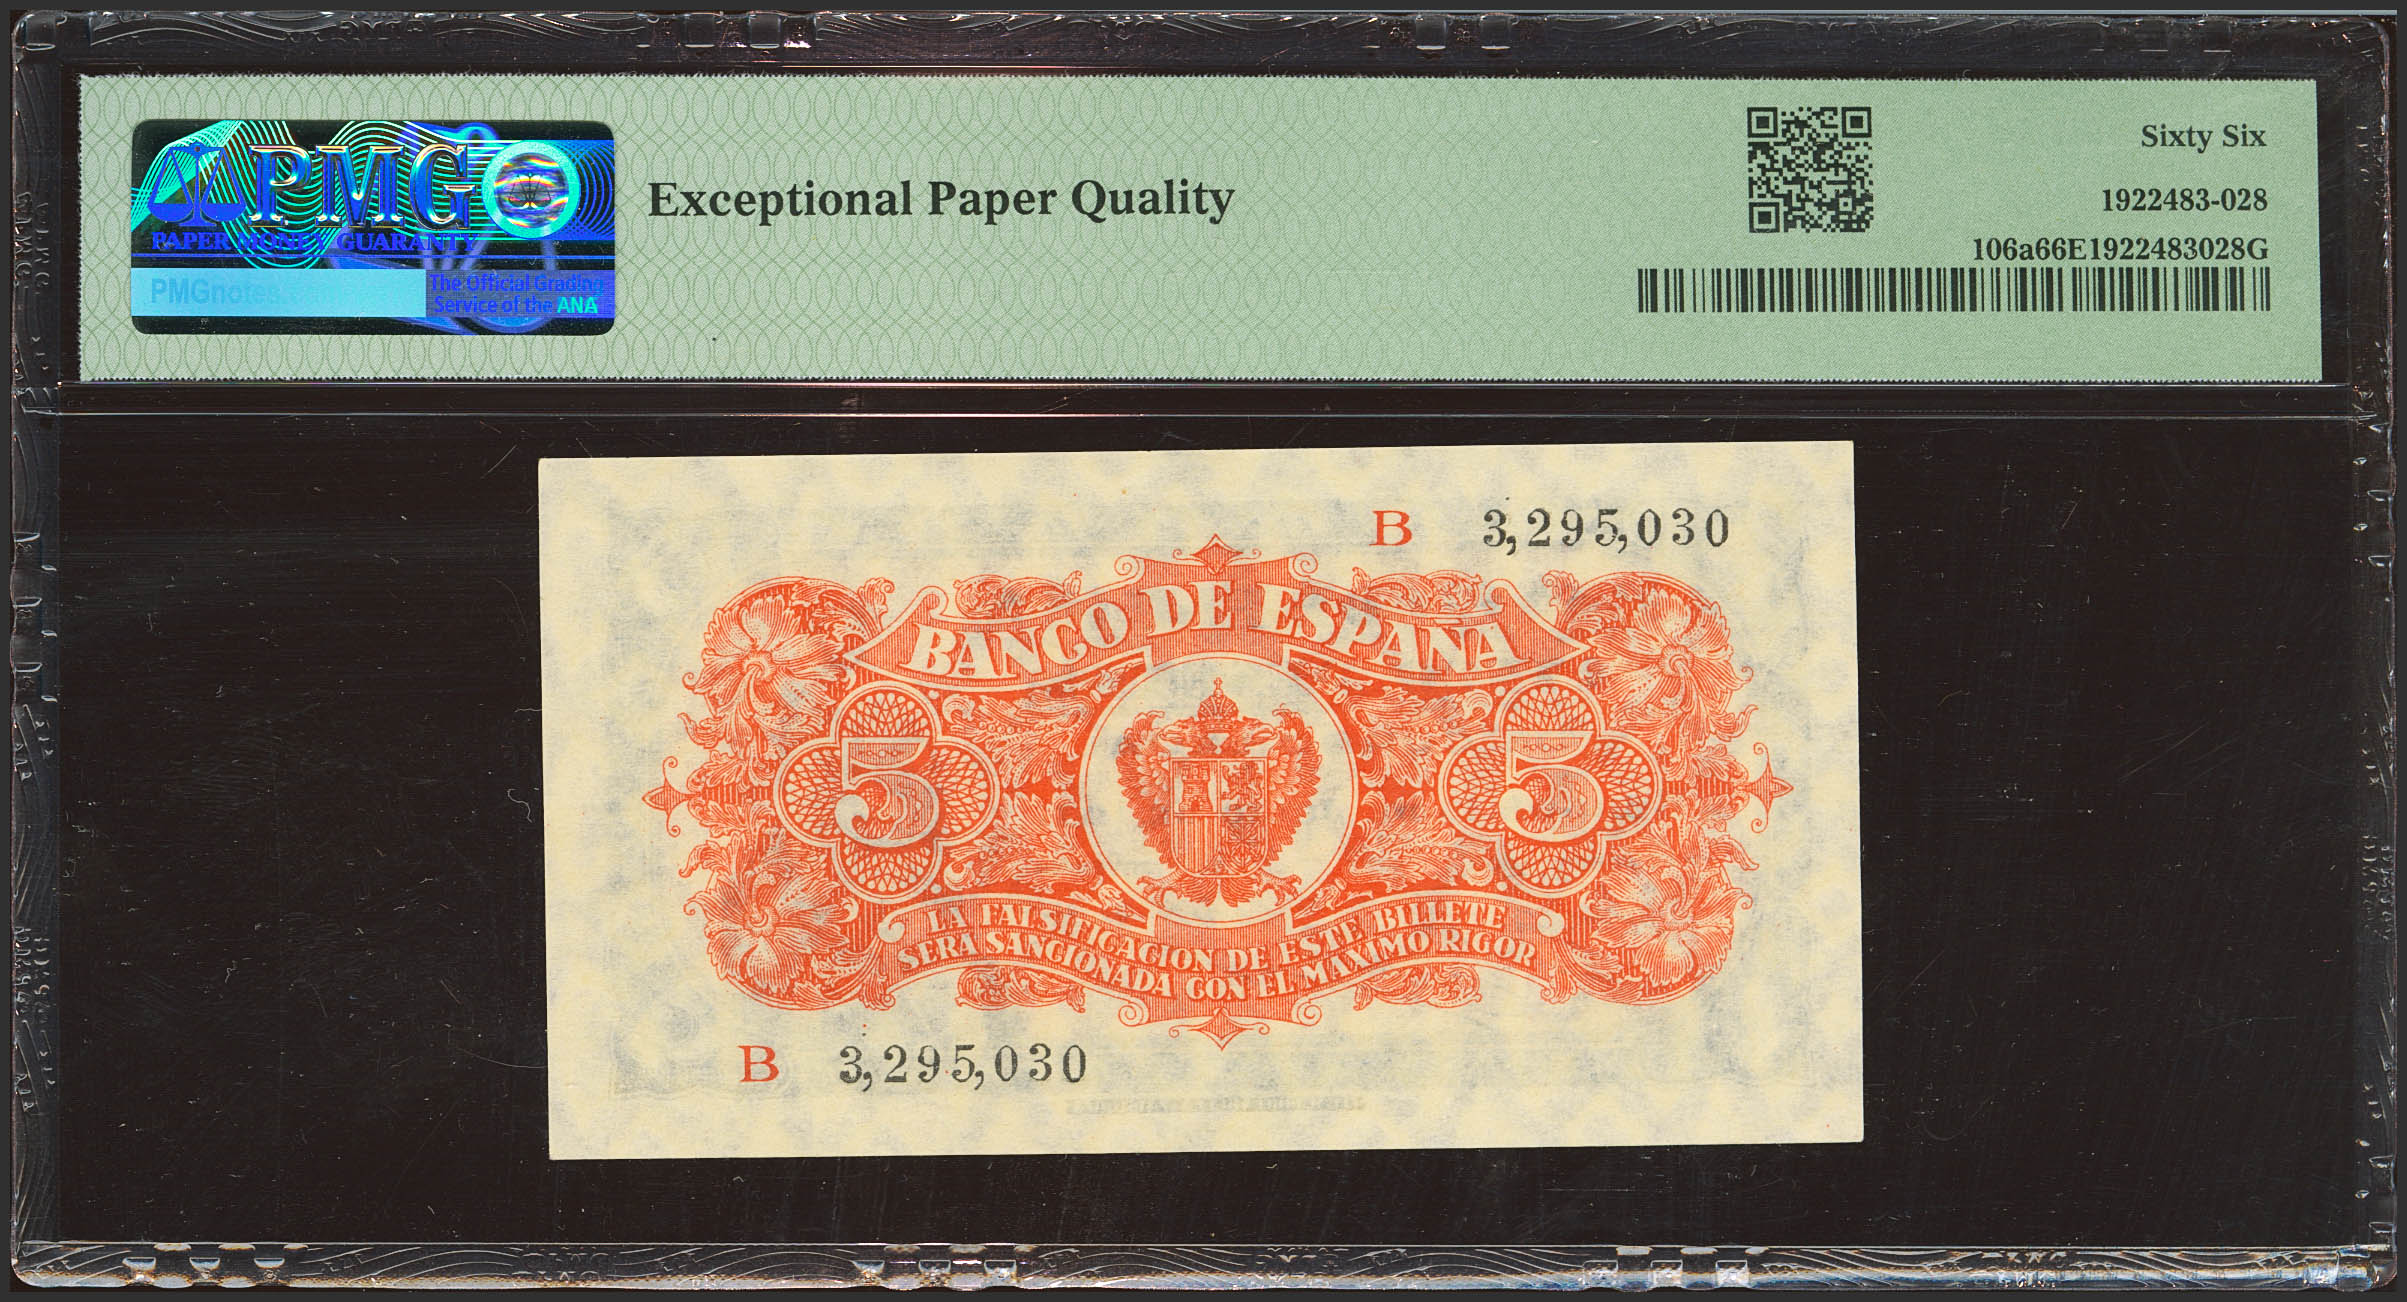 PMG
PAPER MONEY GUARANTY
PMGnotes
The Official Grading
Service of the ANA
Exceptional Paper Quality
Sixty Six
1922483-028
106a66E1922483028G
B 3,295,030
BANCO DE ESPAÑA
5 5
LA FALSIFICACION DE ESTE BILLETE
SERA SANCIONADA CON EL MAXIMO RIGOR
B 3,295,030